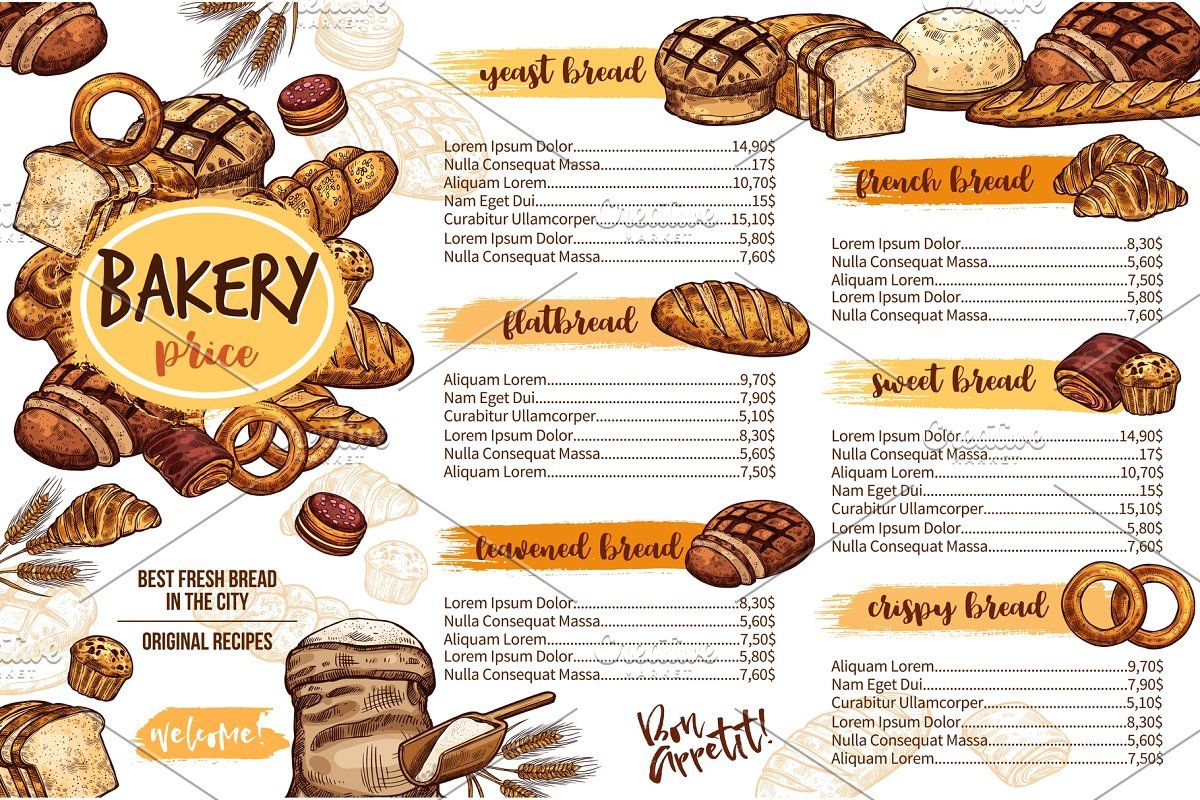 BAKERY
price
BEST FRESH BREAD
IN THE CITY
ORIGINAL RECIPES
welcome!
yeast bread
Lorem Ipsum Dolor....................................14,90$
Nulla Consequat Massa....................................17$
Aliquam Lorem....................................10,70$
Nam Eget Dui....................................15$
Curabitur Ullamcorper....................................15,10$
Lorem Ipsum Dolor....................................5,80$
Nulla Consequat Massa....................................7,60$
flatbread
Aliquam Lorem....................................9,70$
Nam Eget Dui....................................7,90$
Curabitur Ullamcorper....................................5,10$
Lorem Ipsum Dolor....................................8,30$
Nulla Consequat Massa....................................5,60$
Aliquam Lorem....................................7,50$
leavened bread
Lorem Ipsum Dolor....................................8,30$
Nulla Consequat Massa....................................5,60$
Aliquam Lorem....................................7,50$
Lorem Ipsum Dolor....................................5,80$
Nulla Consequat Massa....................................7,60$
Bon
appetit!
french bread
Lorem Ipsum Dolor....................................8,30$
Nulla Consequat Massa....................................5,60$
Aliquam Lorem....................................7,50$
Lorem Ipsum Dolor....................................5,80$
Nulla Consequat Massa....................................7,60$
sweet bread
Lorem Ipsum Dolor....................................14,90$
Nulla Consequat Massa....................................17$
Aliquam Lorem....................................10,70$
Nam Eget Dui....................................15$
Curabitur Ullamcorper....................................15,10$
Lorem Ipsum Dolor....................................5,80$
Nulla Consequat Massa....................................7,60$
crispy bread
Aliquam Lorem....................................9,70$
Nam Eget Dui....................................7,90$
Curabitur Ullamcorper....................................5,10$
Lorem Ipsum Dolor....................................8,30$
Nulla Consequat Massa....................................5,60$
Aliquam Lorem....................................7,50$
Creative
MARKET